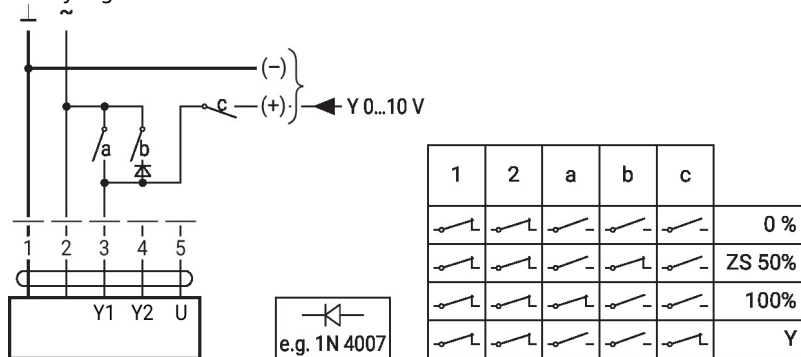 ⊥ ~
(–)
c (+) Y 0...10 V
a b
1 2 3 4 5
Y1 Y2 U
e.g. 1N 4007
1 2 a b c
0 %
ZS 50%
100%
Y